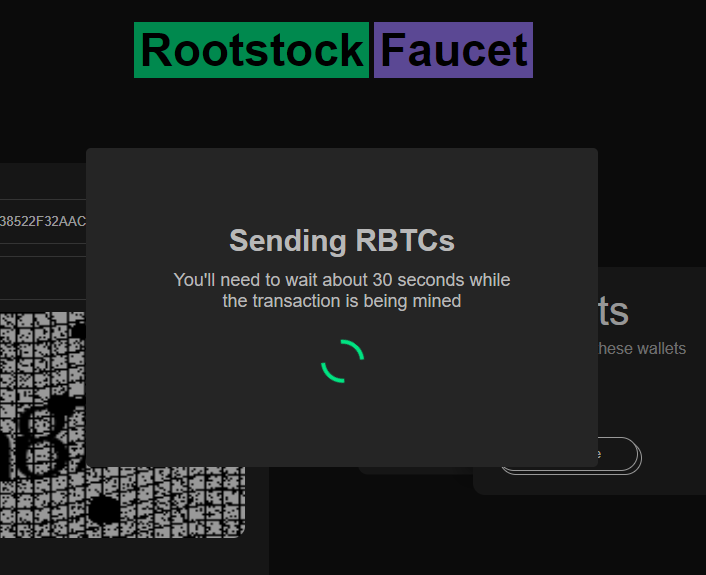 Rootstock Faucet
38522F32AAC
Sending RBTCs
You'll need to wait about 30 seconds while
the transaction is being mined
ts
hese wallets
e